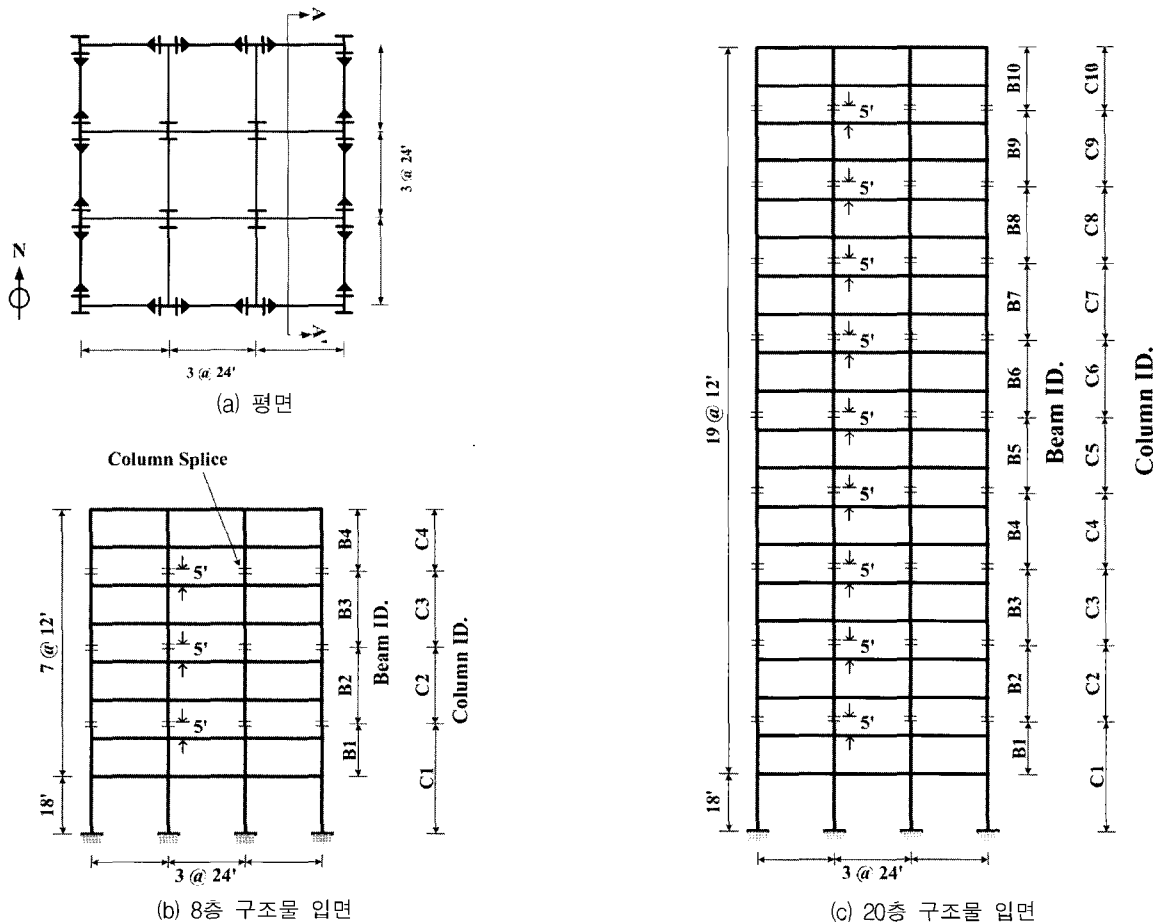 A
3 @ 24'
N
A
3 @ 24'
(a) 평면
Column Splice
5'
5'
5'
7 @ 12'
18'
B4
B3
B2
B1
Beam ID.
C4
C3
C2
C1
Column ID.
3 @ 24'
(b) 8층 구조물 입면
5'
5'
5'
5'
5'
5'
5'
5'
5'
19 @ 12'
18'
B10
B9
B8
B7
B6
B5
B4
B3
B2
B1
Beam ID.
C10
C9
C8
C7
C6
C5
C4
C3
C2
C1
Column ID.
3 @ 24'
(c) 20층 구조물 입면